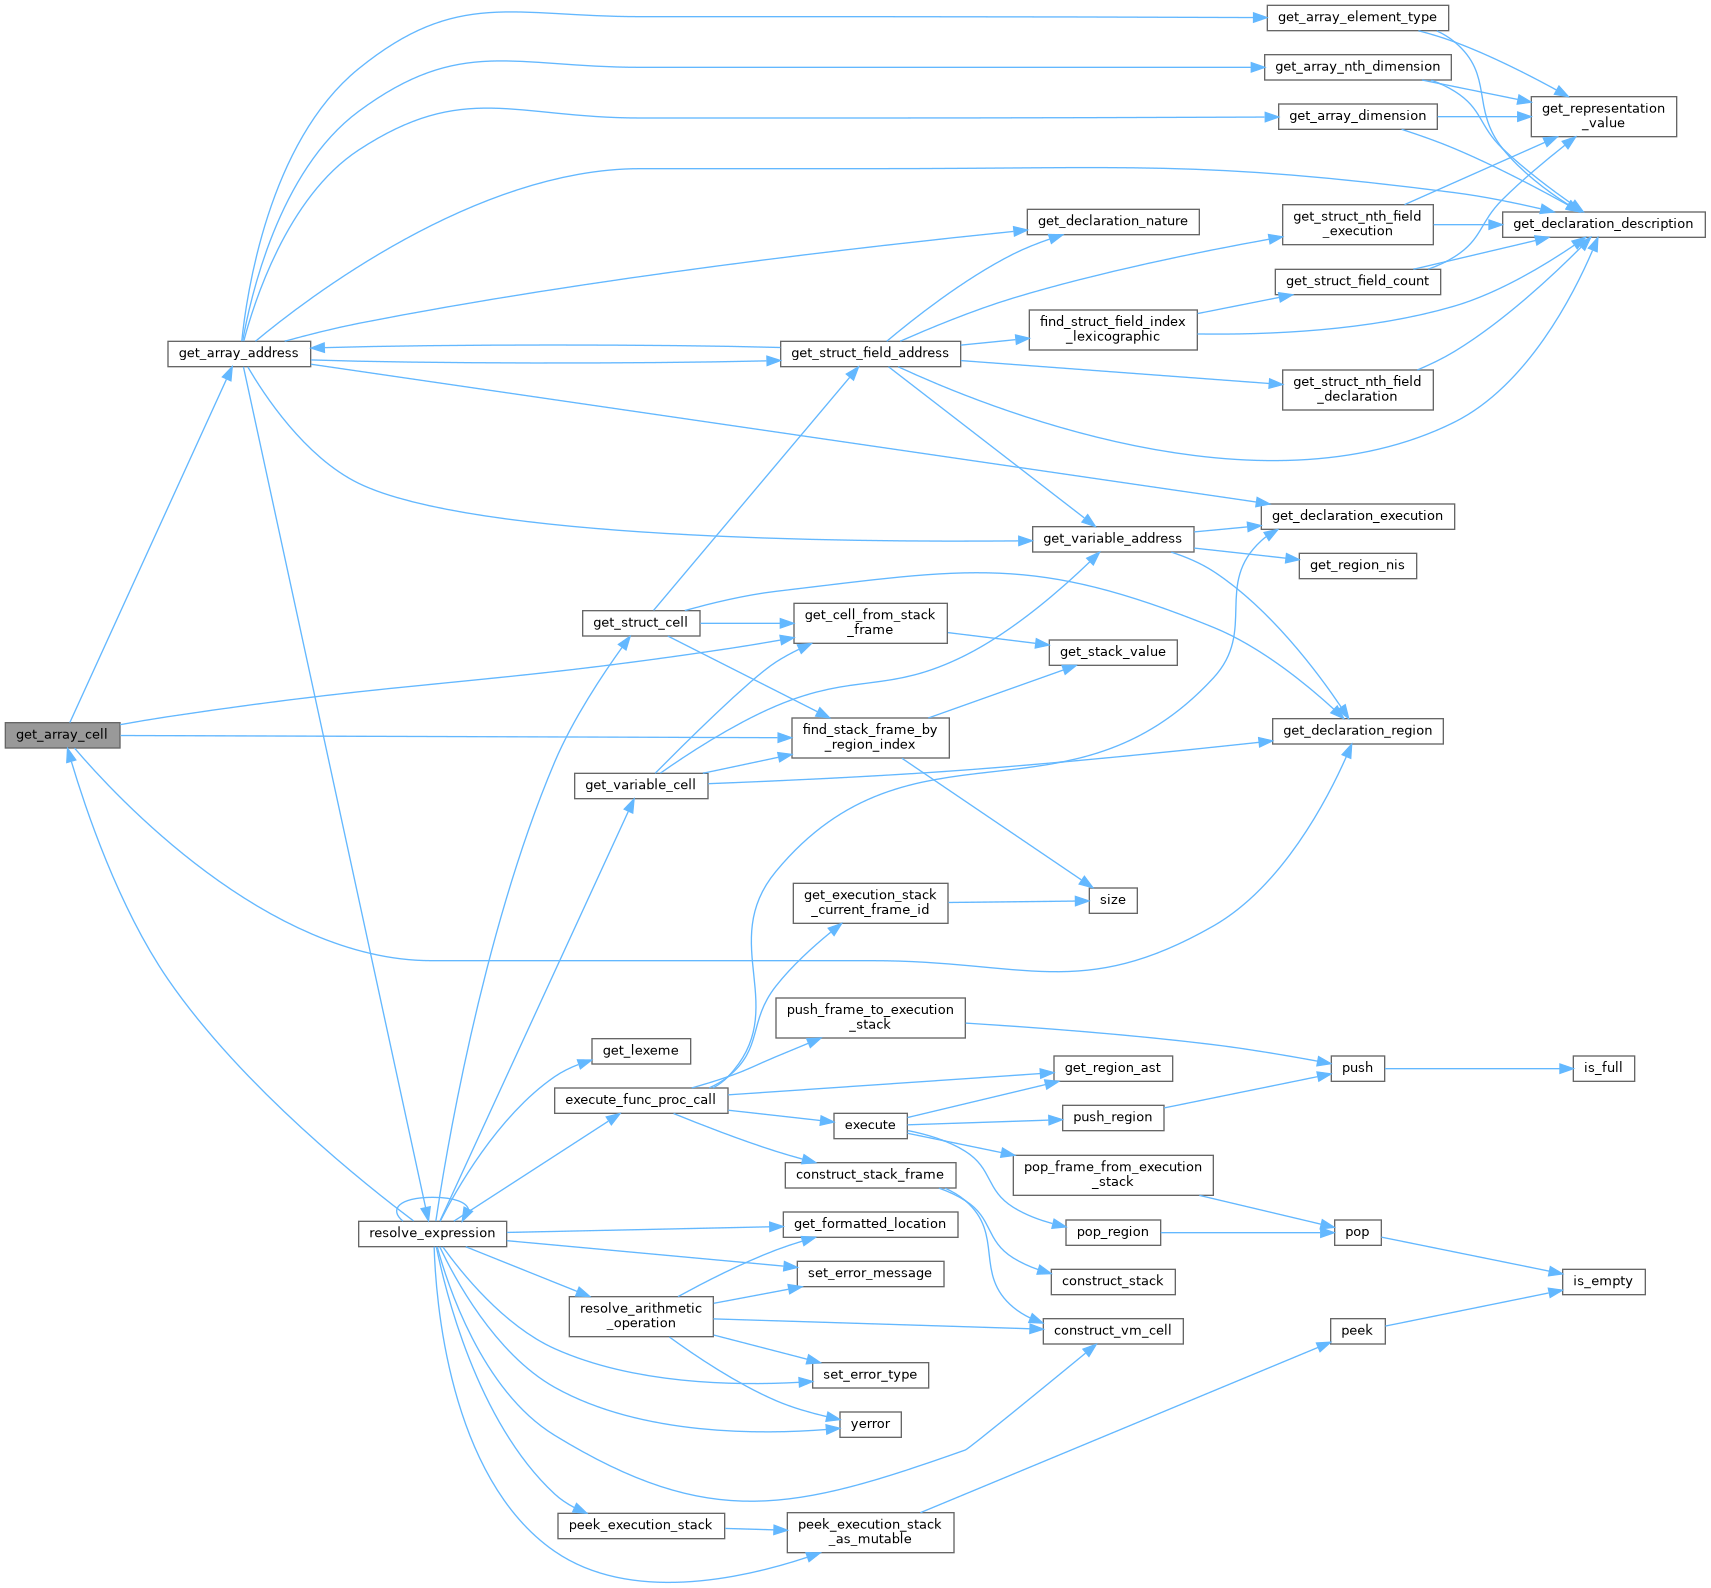 get_array_element_type
get_array_nth_dimension
get_representation
_value
get_array_dimension
get_declaration_nature
get_struct_nth_field
_execution
get_declaration_description
get_struct_field_count
find_struct_field_index
_lexicographic
get_array_address
get_struct_field_address
get_struct_nth_field
_declaration
get_declaration_execution
get_variable_address
get_region_nis
get_struct_cell
get_cell_from_stack
_frame
get_stack_value
get_array_cell
find_stack_frame_by
_region_index
get_declaration_region
get_variable_cell
get_execution_stack
_current_frame_id
size
push_frame_to_execution
_stack
get_lexeme
get_region_ast
push
is_full
execute_func_proc_call
execute
push_region
construct_stack_frame
pop_frame_from_execution
_stack
get_formatted_location
resolve_expression
pop_region
pop
set_error_message
construct_stack
is_empty
resolve_arithmetic
_operation
construct_vm_cell
peek
set_error_type
yerror
peek_execution_stack
peek_execution_stack
_as_mutable